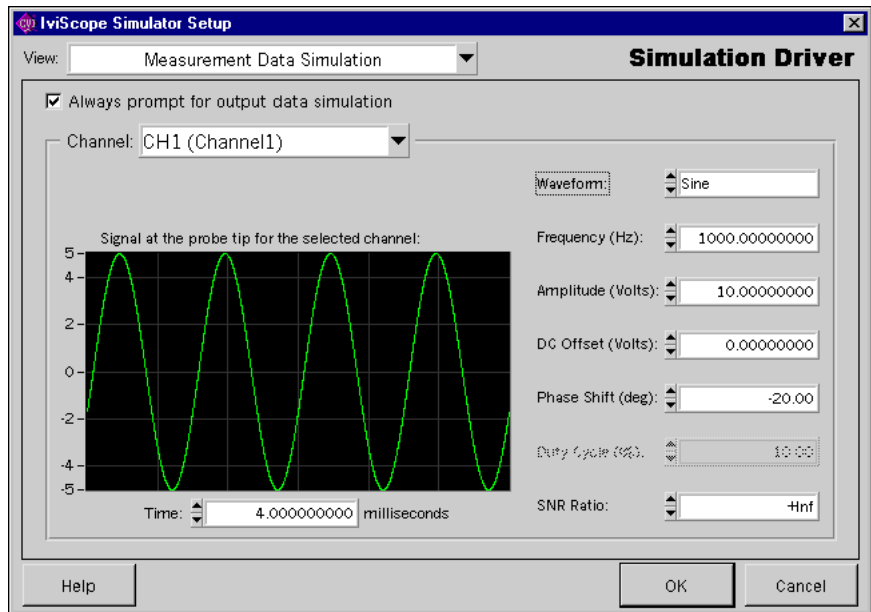 CVI IviScope Simulator Setup
View: Measurement Data Simulation
Simulation Driver
Always prompt for output data simulation
Channel: CH1 (Channel1)
Waveform: Sine
Signal at the probe tip for the selected channel:
Frequency (Hz): 1000.00000000
Amplitude (Volts): 10.00000000
DC Offset (Volts): 0.00000000
Phase Shift (deg): -20.00
Duty Cycle (%): 10.00
SNR Ratio: +Inf
5
4
2
0
-2
-4
-5
Time: 4.000000000 milliseconds
Help
OK
Cancel